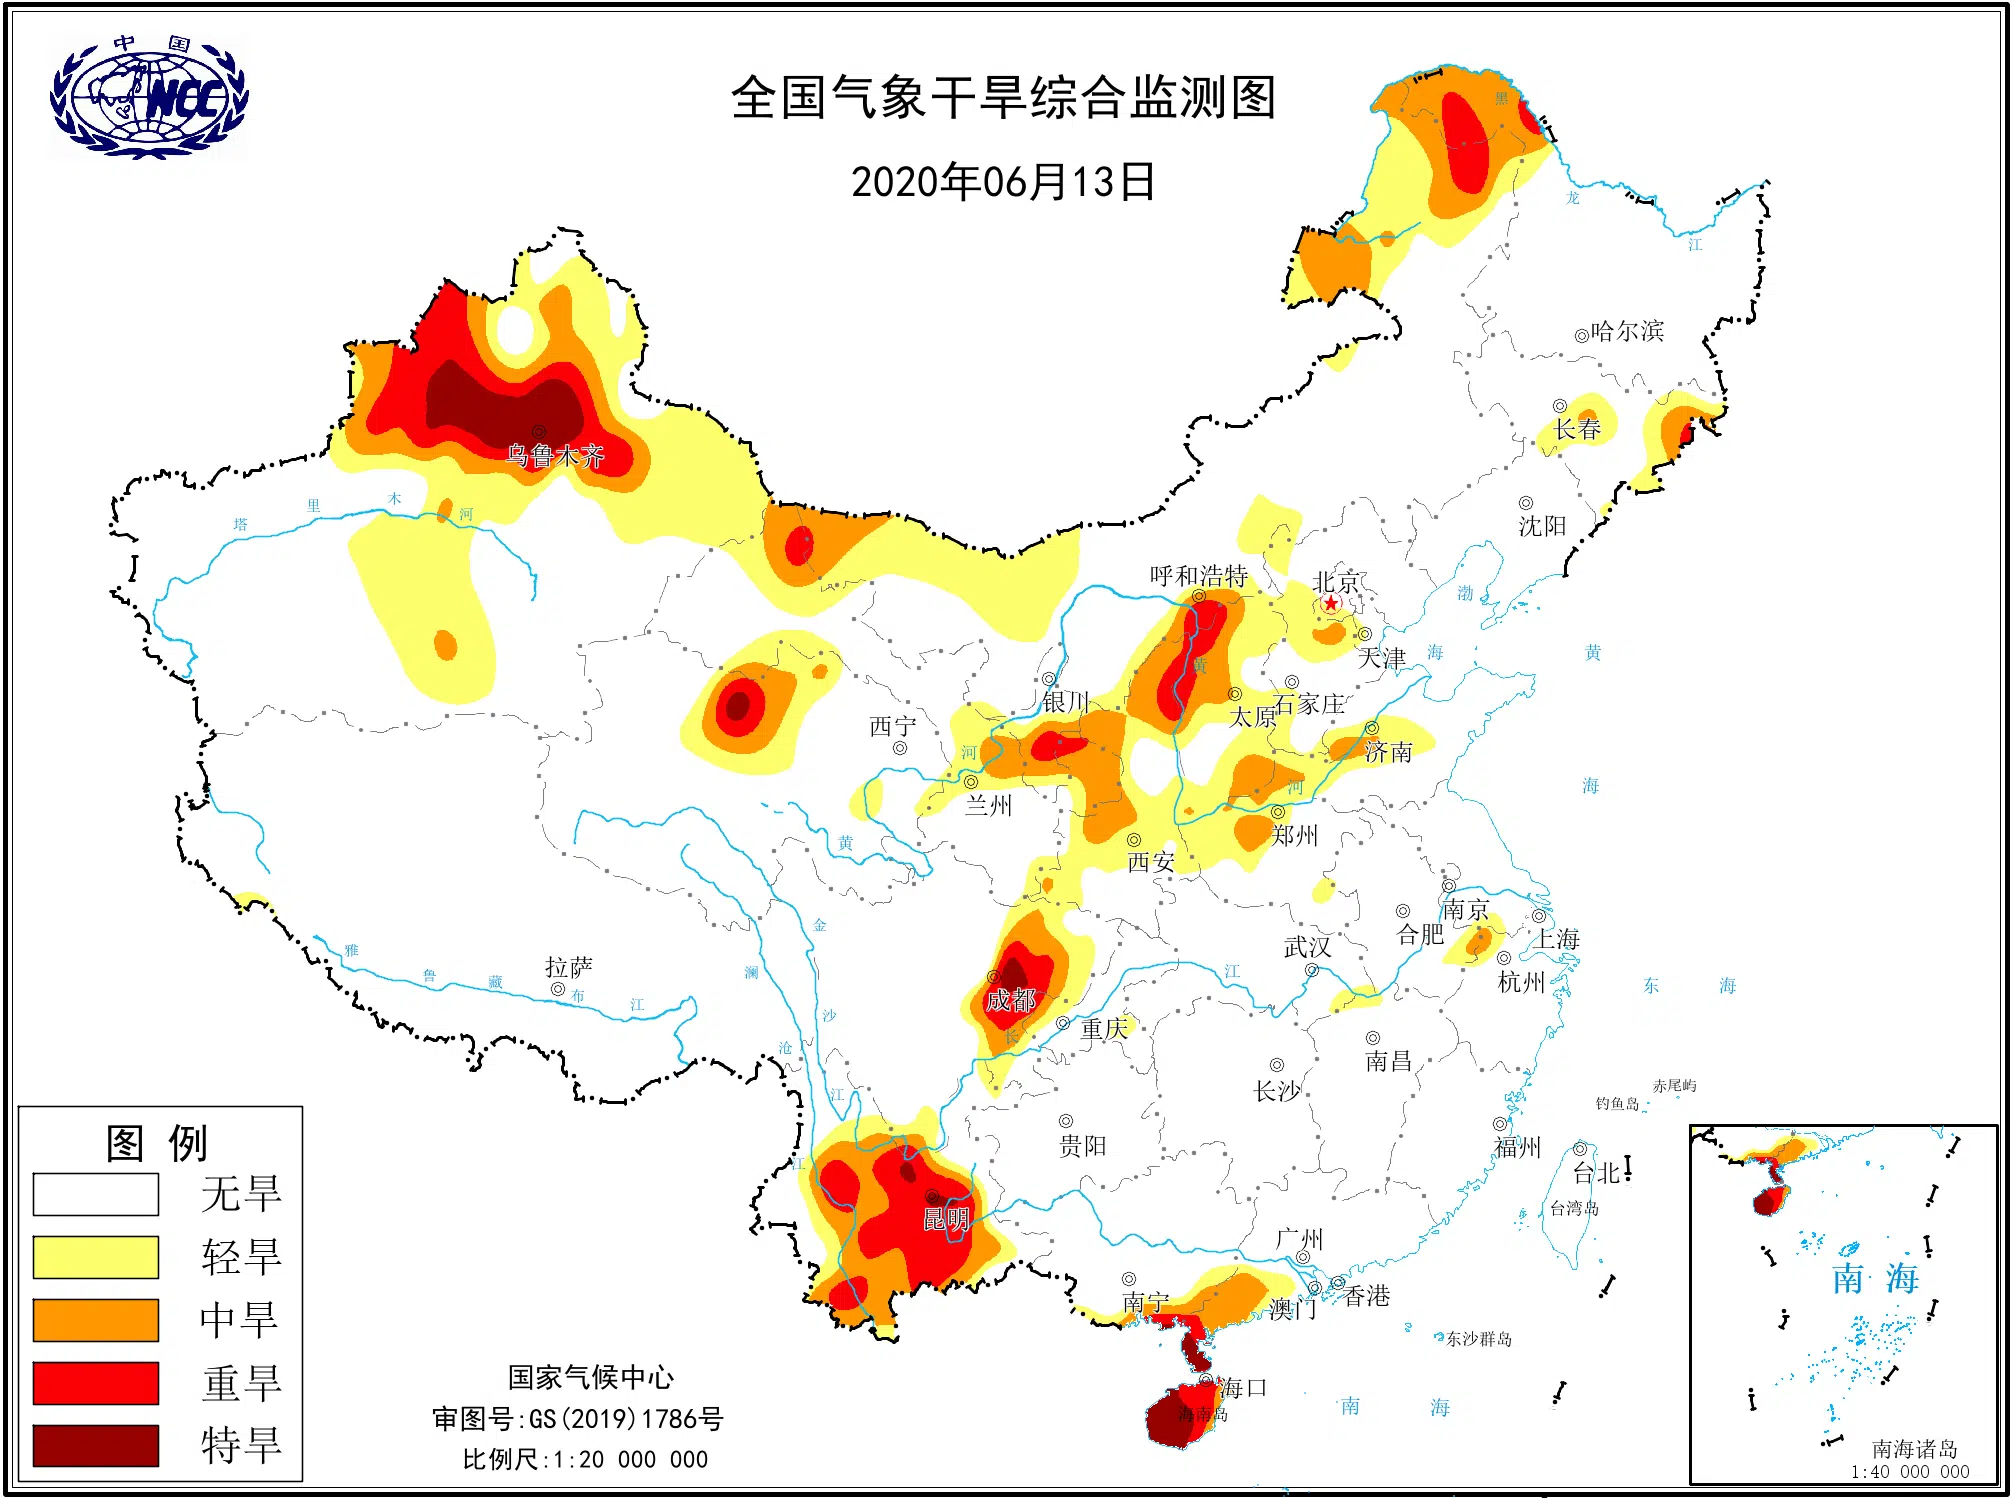 中国
NCC
全国气象干旱综合监测图
2020年06月13日
黑
龙
江
哈尔滨
长春
沈阳
乌鲁木齐
塔里木河
呼和浩特
北京
天津
渤
海
黄
海
银川
黄
太原
石家庄
西宁
河
济南
兰州
河
郑州
黄
西安
南京
合肥
上海
武汉
杭州
金
沙
江
澜
沧
江
雅鲁藏布江
拉萨
成都
重庆
长
江
东海
南昌
长沙
贵阳
福州
钓鱼岛
赤尾屿
台北
台湾岛
昆明
广州
南宁
澳门
香港
东沙群岛
海口
海南岛
南海
图例
无旱
轻旱
中旱
重旱
特旱
国家气候中心
审图号:GS(2019)1786号
比例尺:1:20 000 000
南海
南海诸岛
1:40 000 000